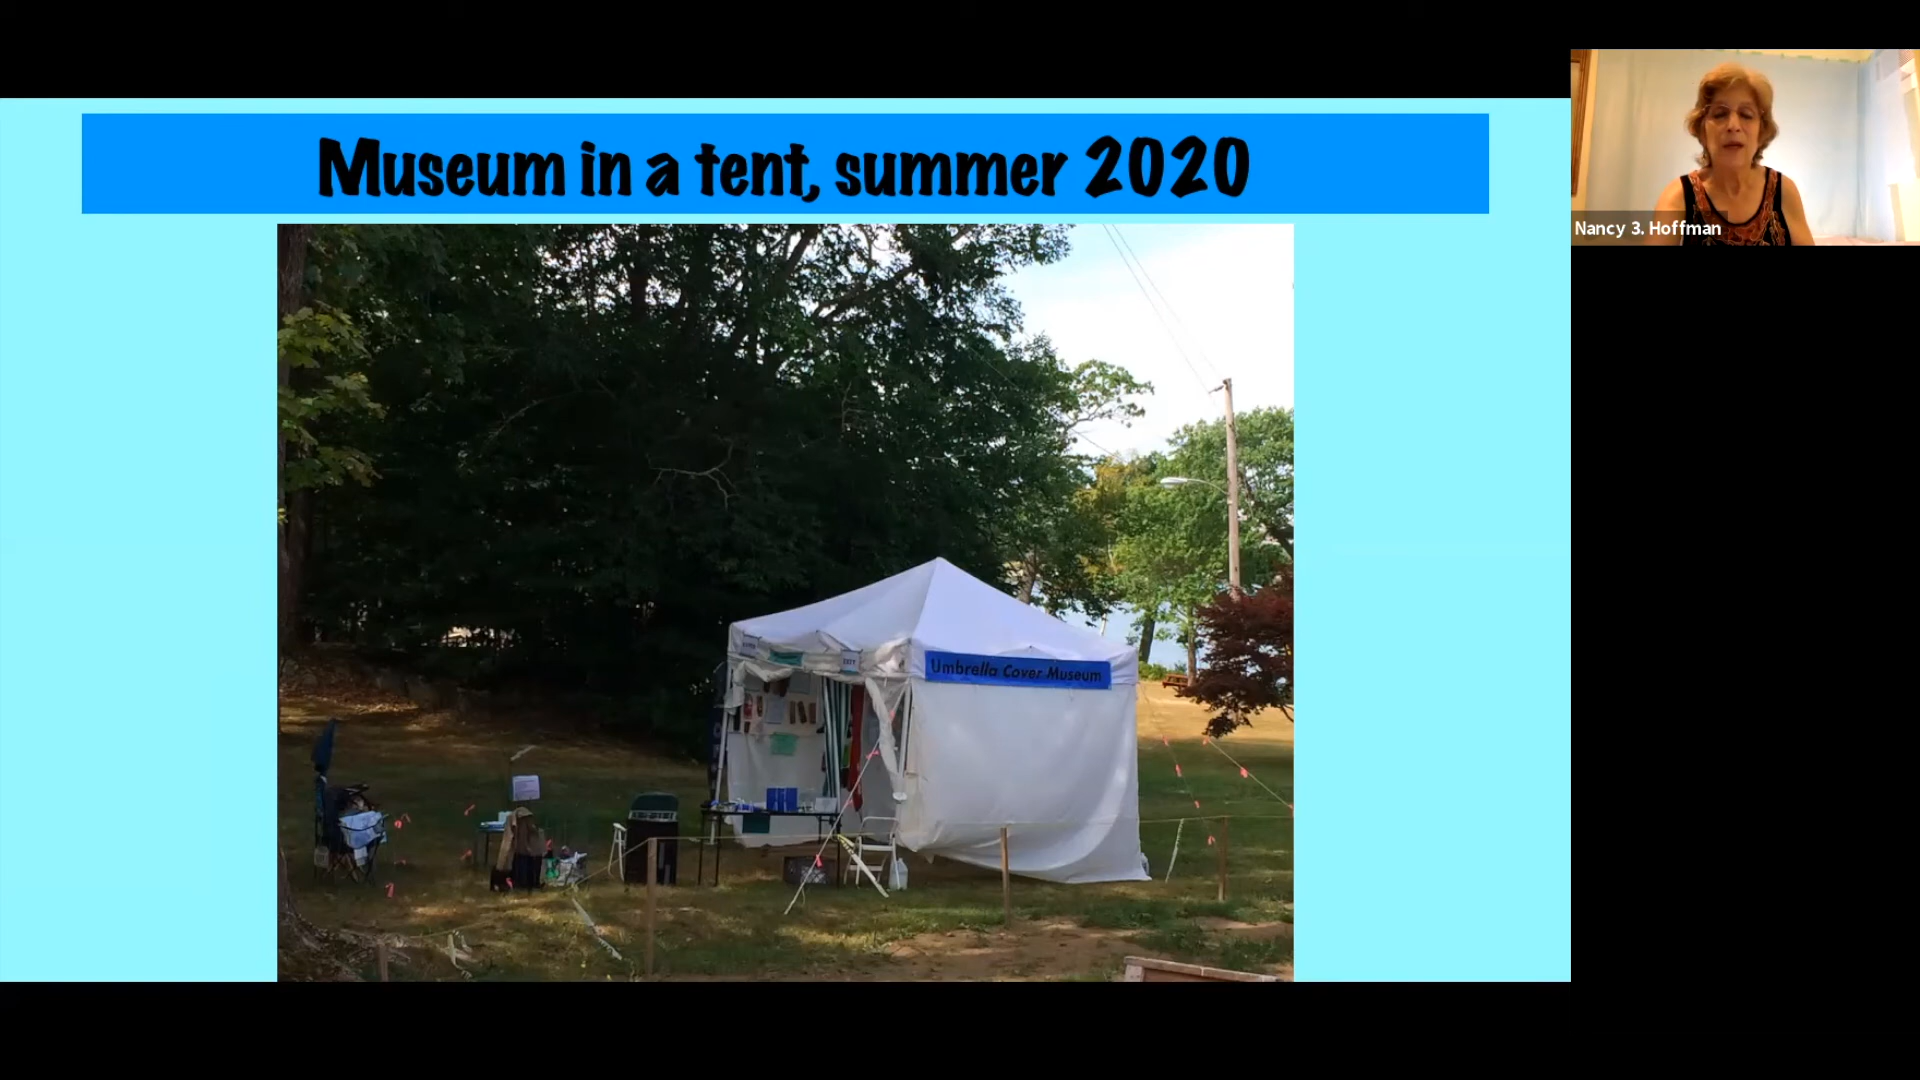 Museum in a tent, summer 2020
Nancy 3. Hoffman
Umbrella Cover Museum